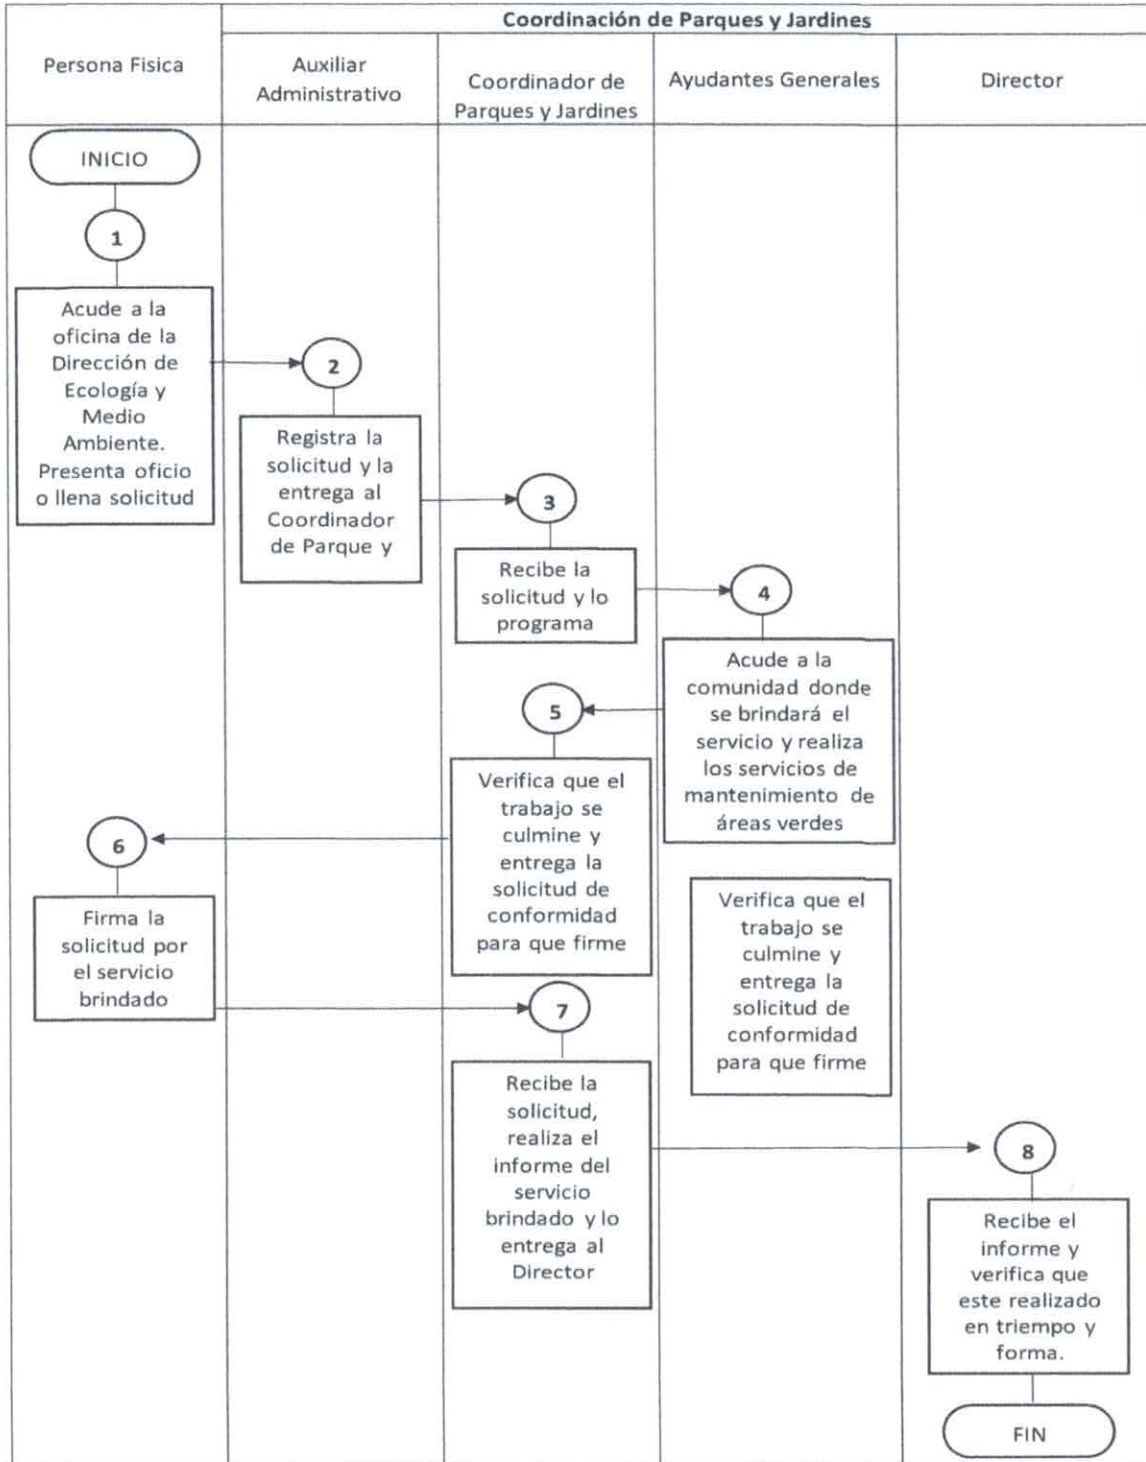 Coordinación de Parques y Jardines
Persona Fisica
Auxiliar
Administrativo
Coordinador de
Parques y Jardines
Ayudantes Generales
Director
INICIO
1
Acude a la
oficina de la
Dirección de
Ecología y
Medio
Ambiente.
Presenta oficio
o llena solicitud
2
Registra la
solicitud y la
entrega al
Coordinador
de Parque y
3
Recibe la
solicitud y lo
programa
4
Acude a la
comunidad donde
se brindará el
servicio y realiza
los servicios de
mantenimiento de
áreas verdes
5
Verifica que el
trabajo se
culmine y
entrega la
solicitud de
conformidad
para que firme
Verifica que el
trabajo se
culmine y
entrega la
solicitud de
conformidad
para que firme
6
Firma la
solicitud por
el servicio
brindado
7
Recibe la
solicitud,
realiza el
informe del
servicio
brindado y lo
entrega al
Director
8
Recibe el
informe y
verifica que
este realizado
en triempo y
forma.
FIN